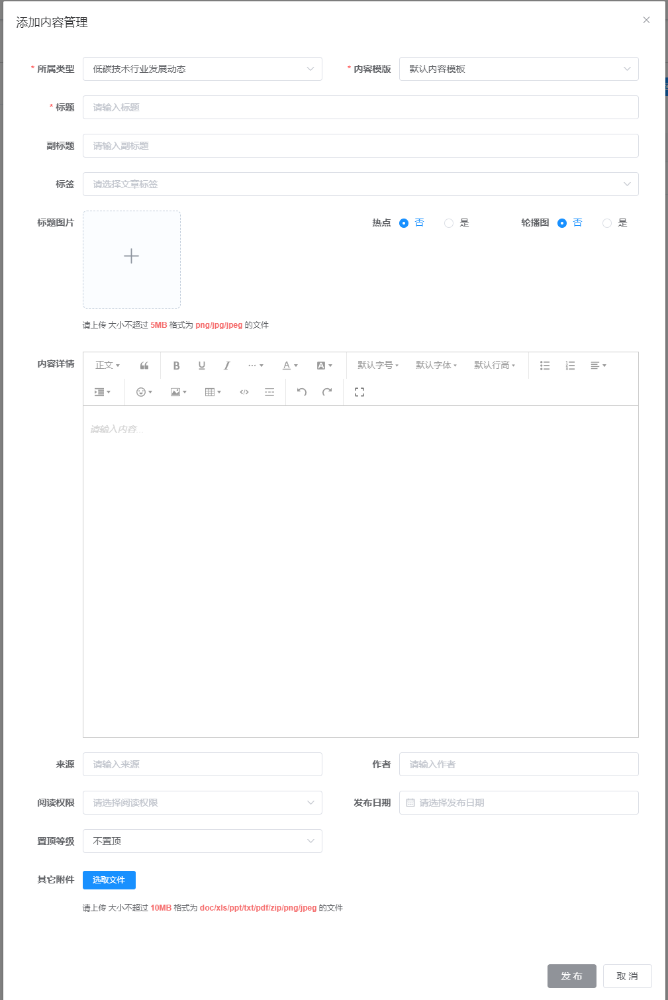 添加内容管理
* 所属类型 低碳技术行业发展动态 * 内容模版 默认内容模板
* 标题 请输入标题
副标题 请输入副标题
标签 请选择文章标签
标题图片 热点 否 是 轮播图 否 是
请上传 大小不超过 5MB 格式为 png/jpg/jpeg 的文件
内容详情 正文 B U I ... A A 默认字号 默认字体 默认行高
请输入内容...
来源 请输入来源 作者 请输入作者
阅读权限 请选择阅读权限 发布日期 请选择发布日期
置顶等级 不置顶
其它附件 选取文件
请上传 大小不超过 10MB 格式为 doc/xls/ppt/txt/pdf/zip/png/jpeg 的文件
发 布 取 消